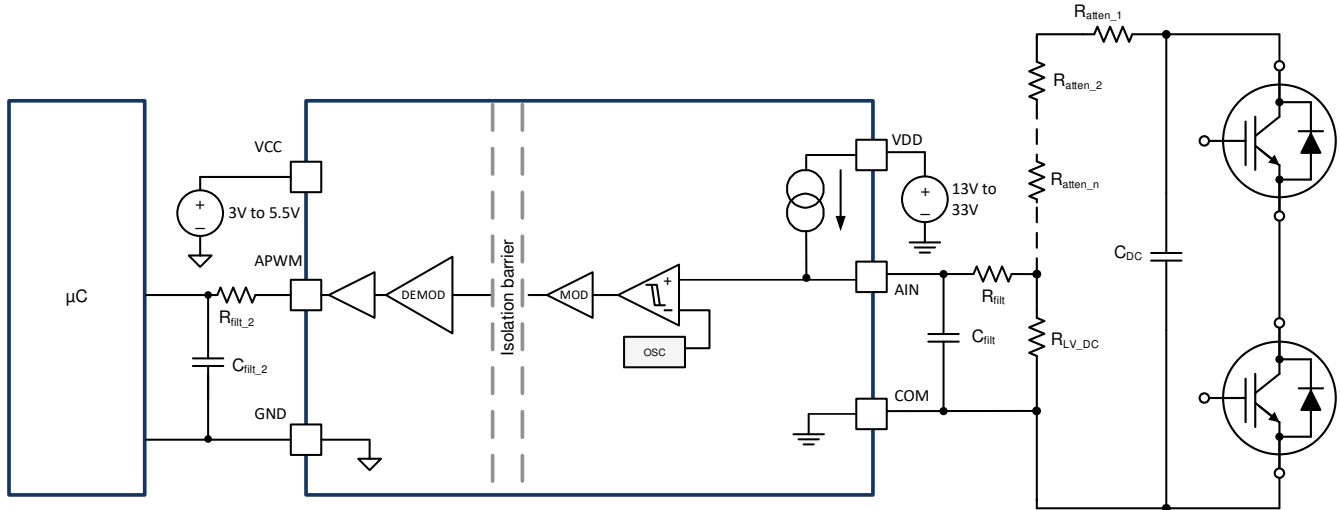 R_atten_1
R_atten_2
VCC
VDD
3V to 5.5V
13V to
33V
R_atten_n
APWM
DEMOD
Isolation barrier
MOD
+
−
OSC
AIN
R_filt
C_DC
µC
R_filt_2
C_filt
R_LV_DC
C_filt_2
GND
COM